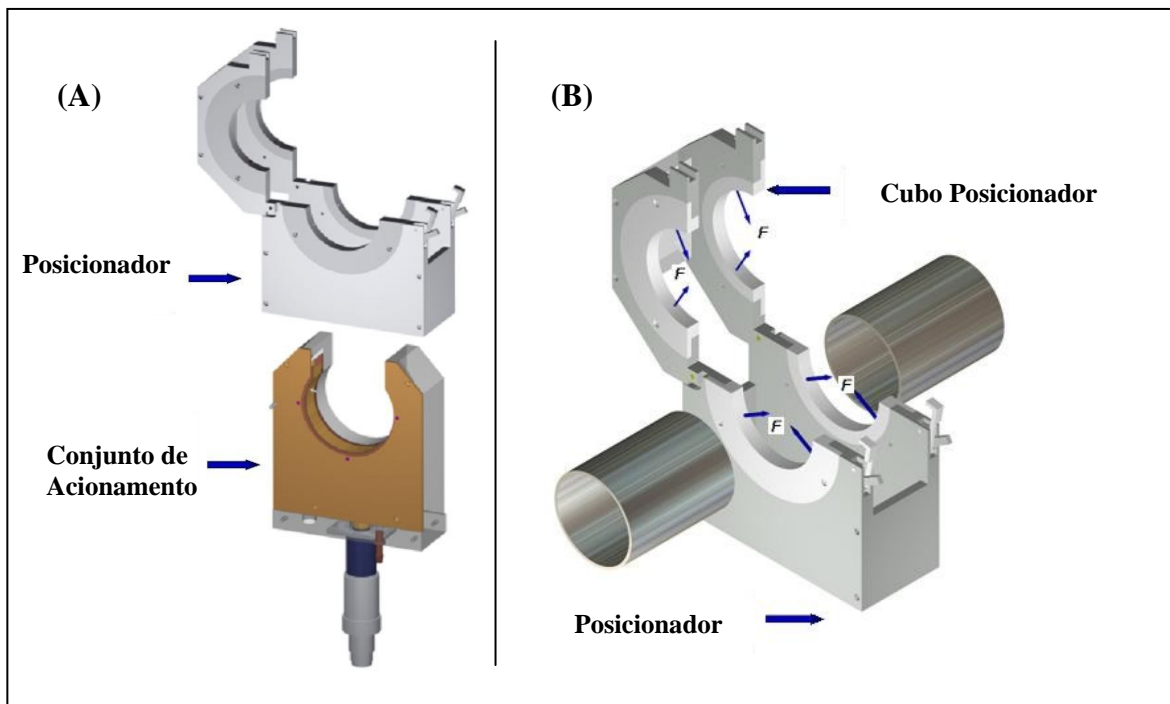 (A)
Posicionador
Conjunto de
Acionamento
(B)
Cubo Posicionador
F
F
F
F
Posicionador